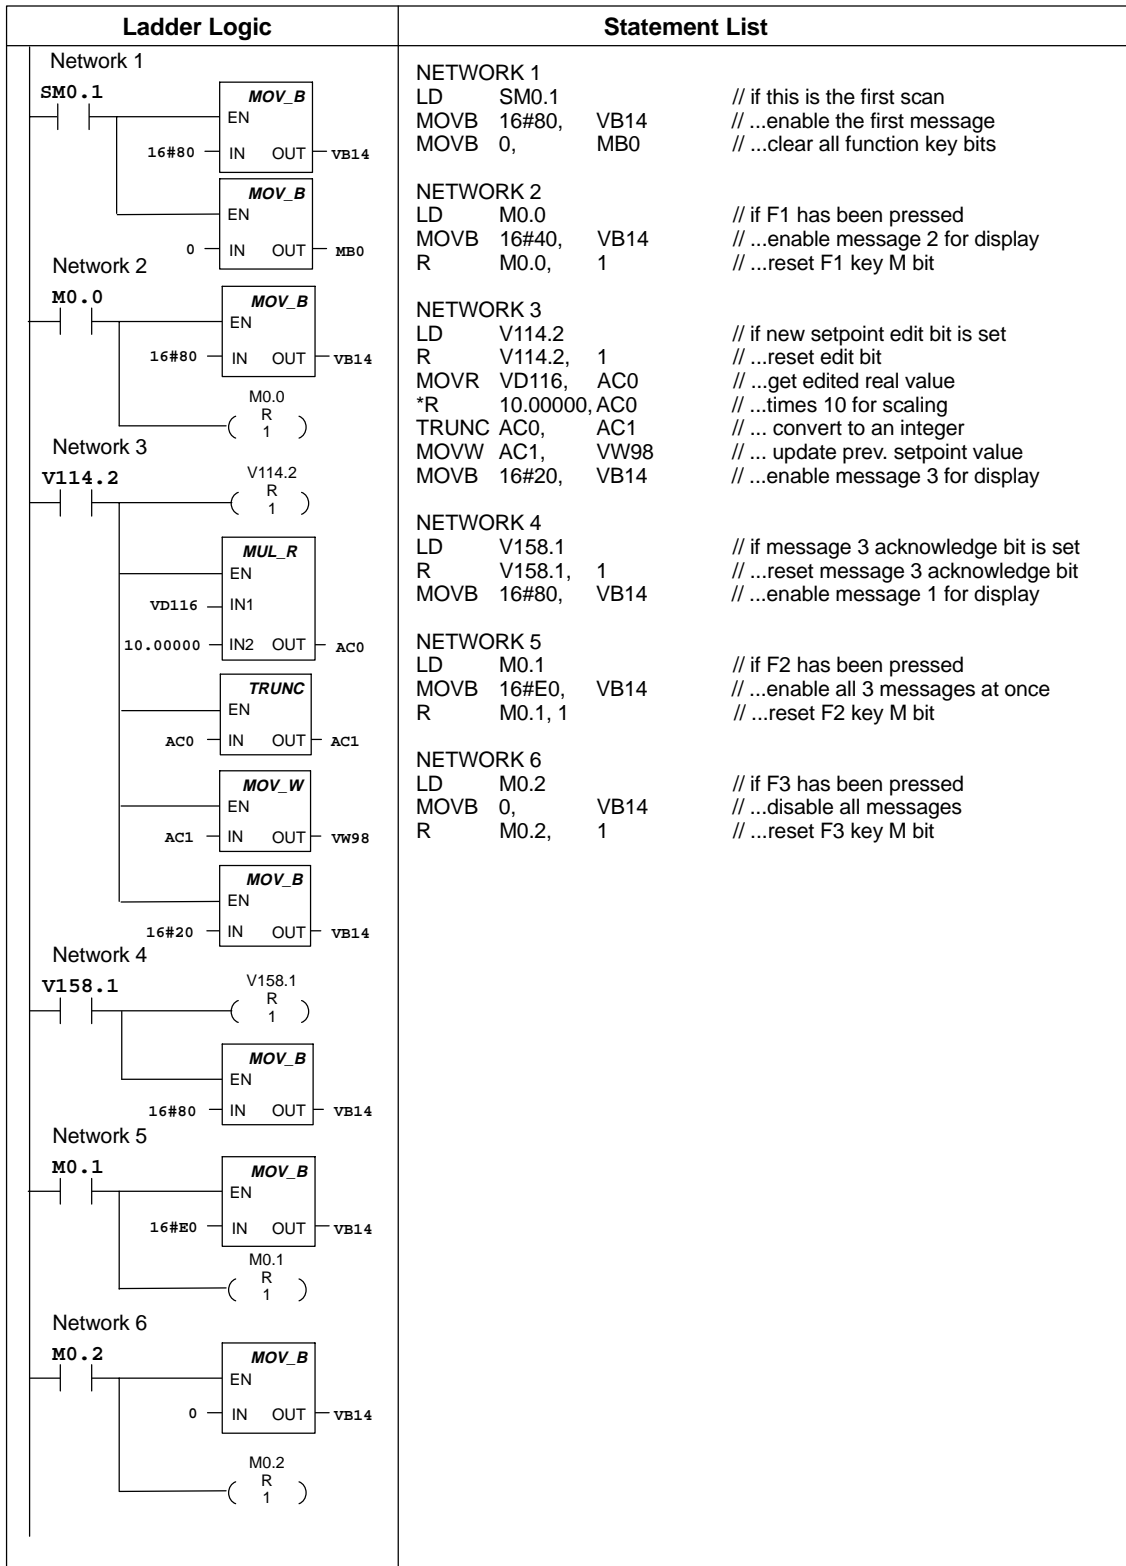 Ladder Logic
Statement List
Network 1
SM0.1
MOV_B
EN
16#80 IN OUT VB14
MOV_B
EN
0 IN OUT MB0
Network 2
M0.0
MOV_B
EN
16#80 IN OUT VB14
M0.0
R
1
Network 3
V114.2
V114.2
R
1
MUL_R
EN
VD116 IN1
10.00000 IN2 OUT AC0
TRUNC
EN
AC0 IN OUT AC1
MOV_W
EN
AC1 IN OUT VW98
MOV_B
EN
16#20 IN OUT VB14
Network 4
V158.1
V158.1
R
1
MOV_B
EN
16#80 IN OUT VB14
Network 5
M0.1
MOV_B
EN
16#E0 IN OUT VB14
M0.1
R
1
Network 6
M0.2
MOV_B
EN
0 IN OUT VB14
M0.2
R
1
NETWORK 1
LD SM0.1 // if this is the first scan
MOVB 16#80, VB14 // ...enable the first message
MOVB 0, MB0 // ...clear all function key bits
NETWORK 2
LD M0.0 // if F1 has been pressed
MOVB 16#40, VB14 // ...enable message 2 for display
R M0.0, 1 // ...reset F1 key M bit
NETWORK 3
LD V114.2 // if new setpoint edit bit is set
R V114.2, 1 // ...reset edit bit
MOVR VD116, AC0 // ...get edited real value
*R 10.00000, AC0 // ...times 10 for scaling
TRUNC AC0, AC1 // ... convert to an integer
MOVW AC1, VW98 // ... update prev. setpoint value
MOVB 16#20, VB14 // ...enable message 3 for display
NETWORK 4
LD V158.1 // if message 3 acknowledge bit is set
R V158.1, 1 // ...reset message 3 acknowledge bit
MOVB 16#80, VB14 // ...enable message 1 for display
NETWORK 5
LD M0.1 // if F2 has been pressed
MOVB 16#E0, VB14 // ...enable all 3 messages at once
R M0.1, 1 // ...reset F2 key M bit
NETWORK 6
LD M0.2 // if F3 has been pressed
MOVB 0, VB14 // ...disable all messages
R M0.2, 1 // ...reset F3 key M bit